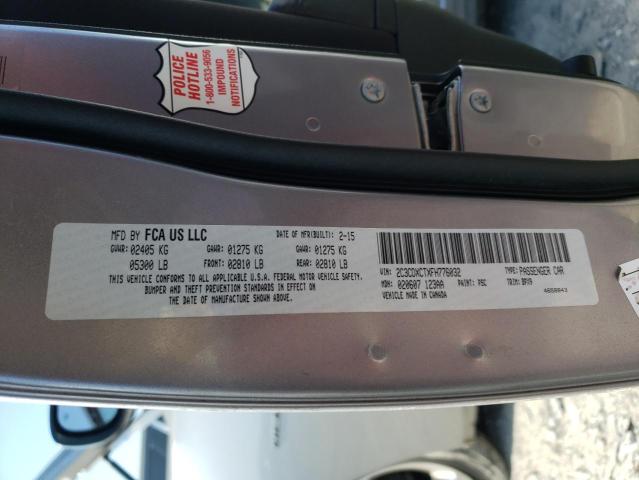 POLICE
HOTLINE
1-800-533-9056
IMPOUND
NOTIFICATIONS
MFD BY FCA US LLC
DATE OF MFR(BUILT): 2-15
GVWR: 02405 KG
GAWR: 01275 KG
GAWR: 01275 KG
05300 LB
FRONT: 02810 LB
REAR: 02810 LB
THIS VEHICLE CONFORMS TO ALL APPLICABLE U.S.A. FEDERAL MOTOR VEHICLE SAFETY,
BUMPER AND THEFT PREVENTION STANDARDS IN EFFECT ON
THE DATE OF MANUFACTURE SHOWN ABOVE.
VIN: 2C3CDXCTXFH776032
TYPE: PASSENGER CAR
MDH: 020607 123AA
PAINT: PSC
TRIM: BPX9
VEHICLE MADE IN CANADA
4658843